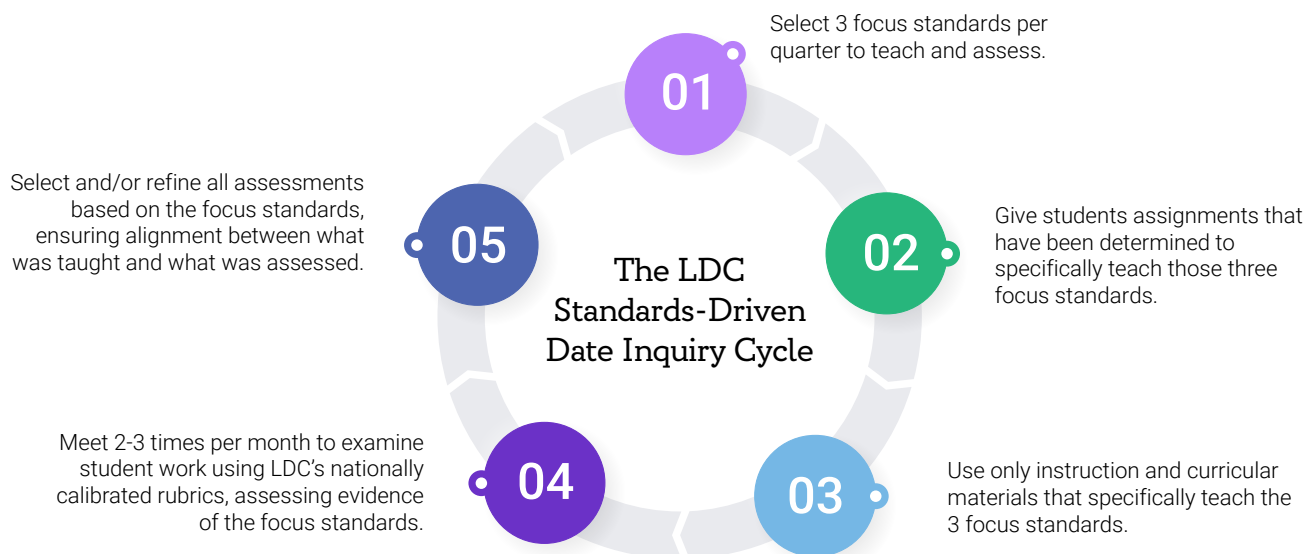 The LDC
Standards-Driven
Date Inquiry Cycle
01
Select 3 focus standards per
quarter to teach and assess.
02
Give students assignments that
have been determined to
specifically teach those three
focus standards.
03
Use only instruction and curricular
materials that specifically teach the
3 focus standards.
04
Meet 2-3 times per month to examine
student work using LDC’s nationally
calibrated rubrics, assessing evidence
of the focus standards.
05
Select and/or refine all assessments
based on the focus standards,
ensuring alignment between what
was taught and what was assessed.